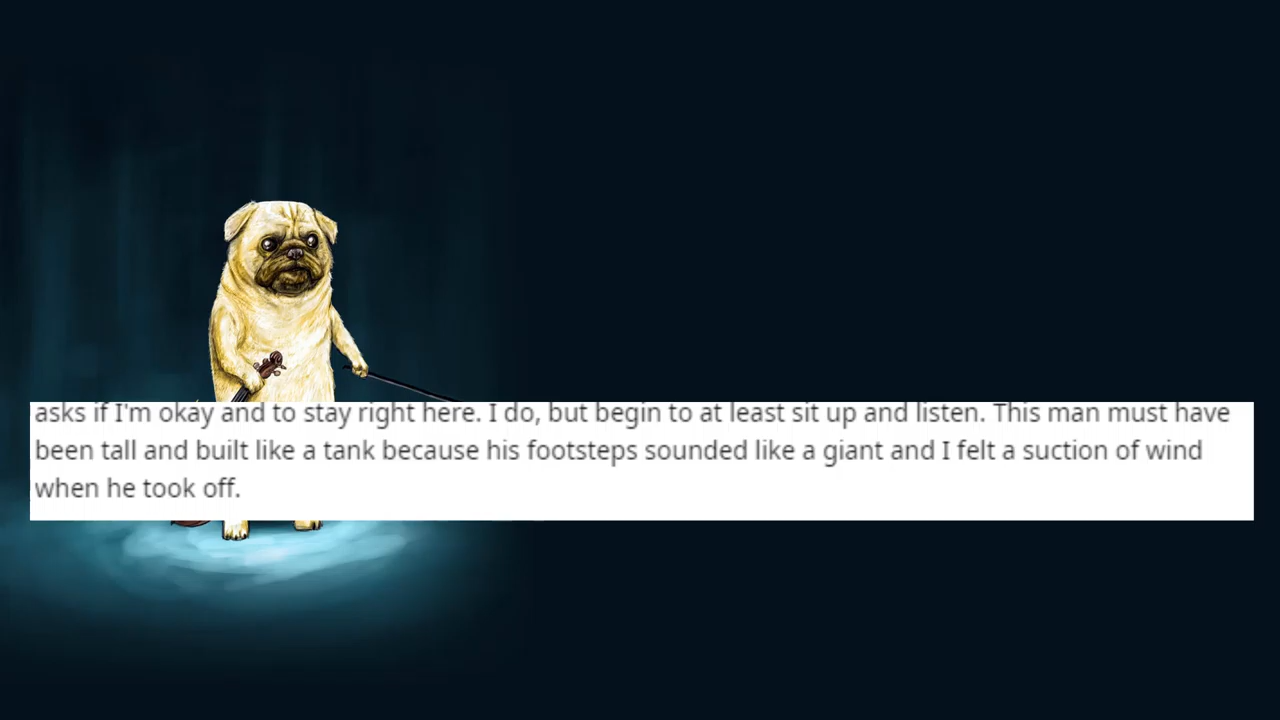 asks if I'm okay and to stay right here. I do, but begin to at least sit up and listen. This man must have
been tall and built like a tank because his footsteps sounded like a giant and I felt a suction of wind
when he took off.